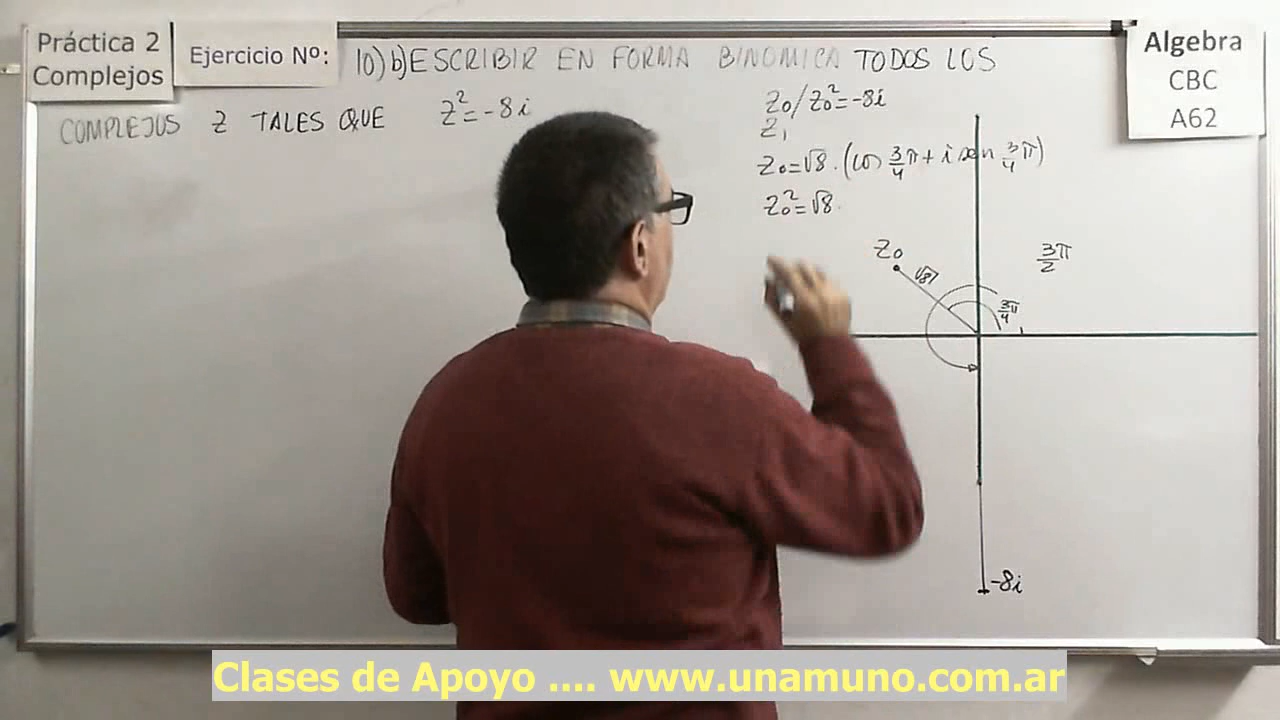 Práctica 2
Complejos
Ejercicio Nº:
10) b) ESCRIBIR EN FORMA BINOMICA TODOS LOS
COMPLEJOS Z TALES QUE Z²=-8i
Algebra
CBC
A62
Z₀/Z₀²=-8i
Z₁
Z₀=√8.(cos 3/4 π + i sen 3/4 π)
Z₀²=√8.
Z₀
√8
3π/2
3π/4
-8i
Clases de Apoyo .... www.unamuno.com.ar